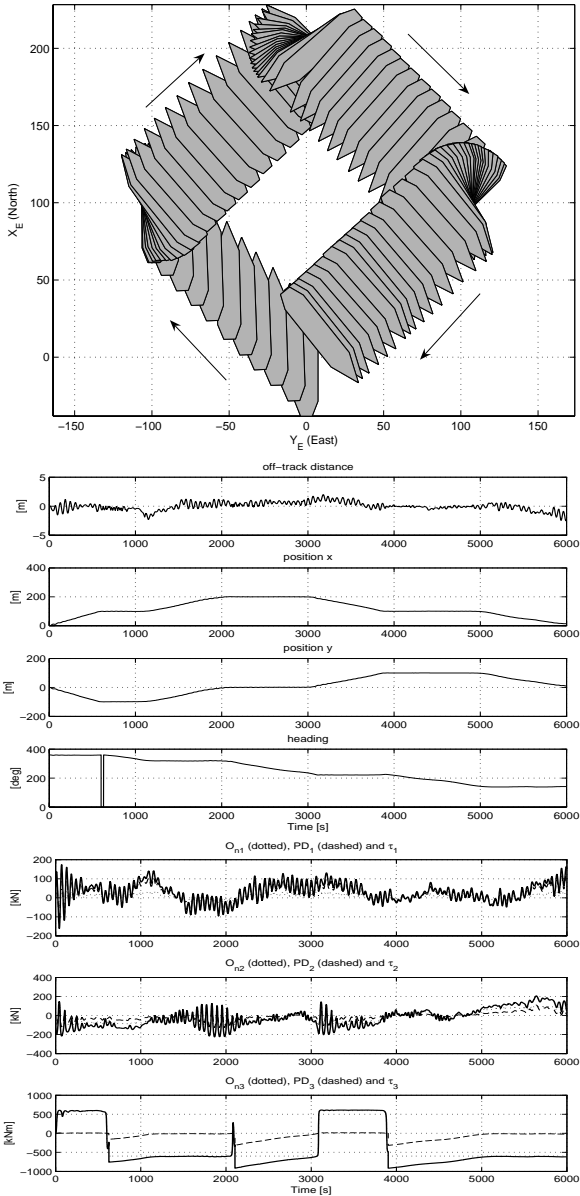 200
150
100
50
0
X_E (North)
−150 −100 −50 0 50 100 150
Y_E (East)
off−track distance
5
0
−5
[m]
0 1000 2000 3000 4000 5000 6000
position x
400
200
0
[m]
0 1000 2000 3000 4000 5000 6000
position y
200
0
−200
[m]
0 1000 2000 3000 4000 5000 6000
heading
400
200
0
[deg]
0 1000 2000 3000 4000 5000 6000
Time [s]
O_n1 (dotted), PD_1 (dashed) and τ_1
200
100
0
−100
−200
[kN]
0 1000 2000 3000 4000 5000 6000
O_n2 (dotted), PD_2 (dashed) and τ_2
400
200
0
−200
−400
[kN]
0 1000 2000 3000 4000 5000 6000
O_n3 (dotted), PD_3 (dashed) and τ_3
1000
500
0
−500
−1000
[kNm]
0 1000 2000 3000 4000 5000 6000
Time [s]